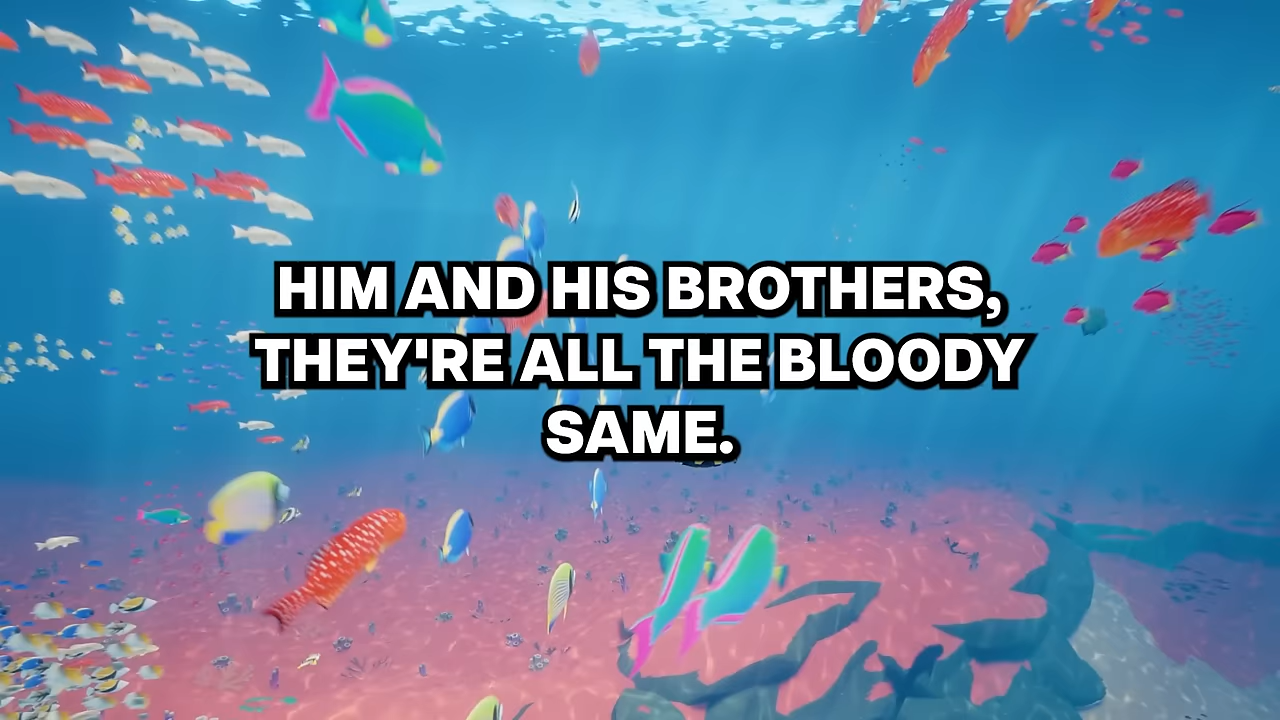 HIM AND HIS BROTHERS,
THEY'RE ALL THE BLOODY
SAME.